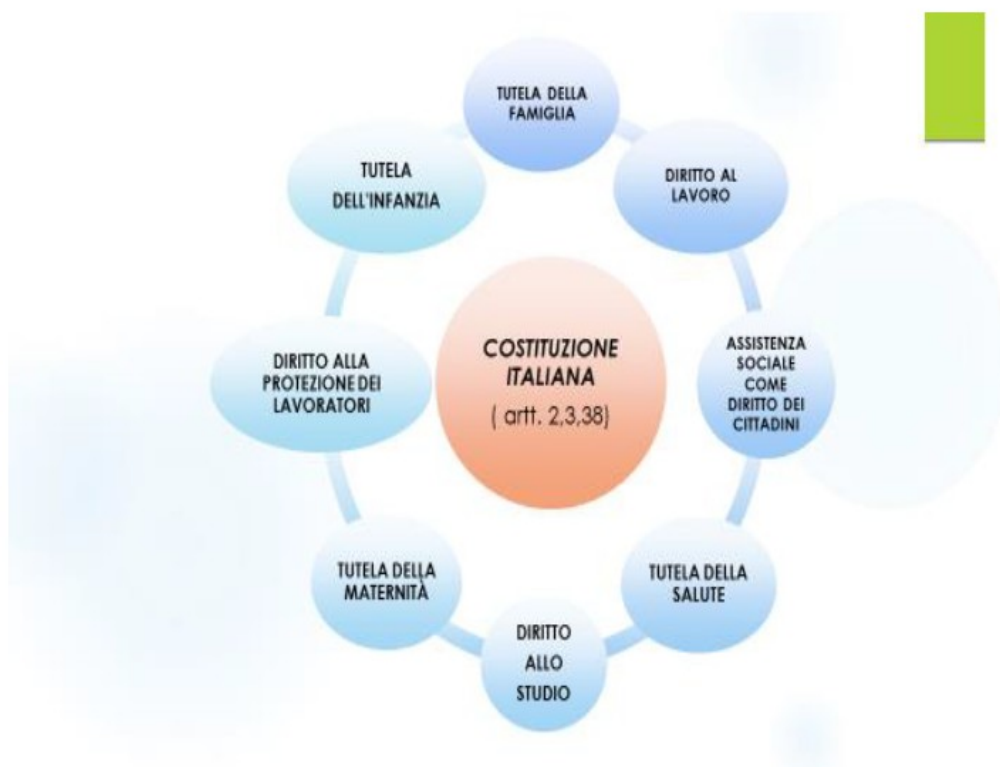 TUTELA DELLA
FAMIGLIA
DIRITTO AL
LAVORO
ASSISTENZA
SOCIALE
COME
DIRITTO DEI
CITTADINI
TUTELA DELLA
SALUTE
DIRITTO
ALLO
STUDIO
TUTELA DELLA
MATERNITÀ
DIRITTO ALLA
PROTEZIONE DEI
LAVORATORI
TUTELA
DELL'INFANZIA
COSTITUZIONE
ITALIANA
( artt. 2,3,38)